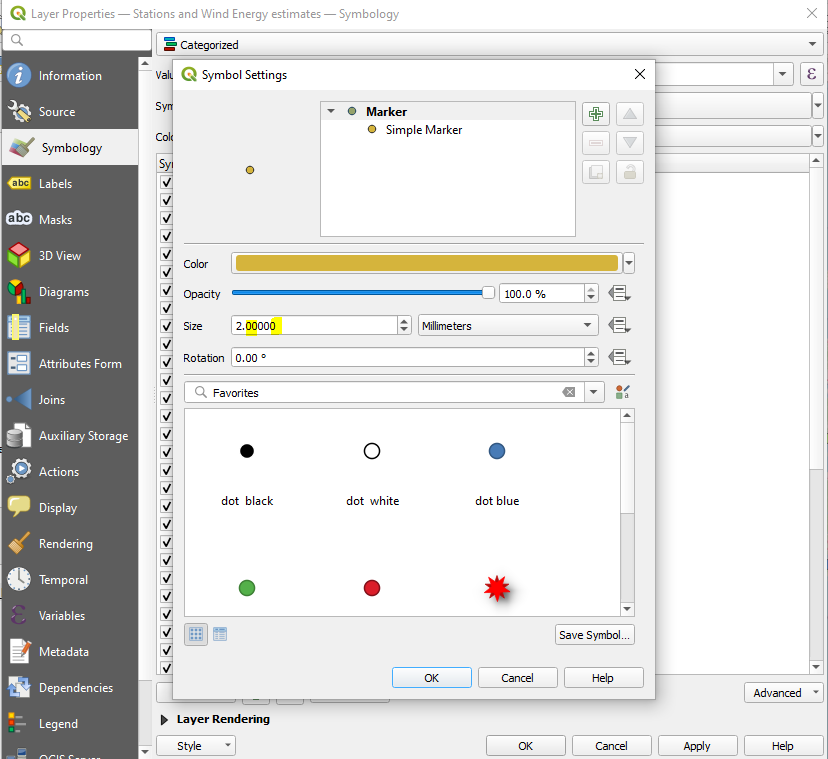 Layer Properties — Stations and Wind Energy estimates — Symbology
Categorized
Information
Source
Symbology
Labels
Masks
3D View
Diagrams
Fields
Attributes Form
Joins
Auxiliary Storage
Actions
Display
Rendering
Temporal
Variables
Metadata
Dependencies
Legend
QGIS Server
abc
abc
Valu
Sym
Colo
Sy
Symbol Settings
Marker
Simple Marker
Color
Opacity
100.0 %
Size
2.00000
Millimeters
Rotation
0.00 °
Favorites
dot black
dot white
dot blue
Save Symbol...
OK
Cancel
Help
Advanced
Layer Rendering
Style
OK
Cancel
Apply
Help